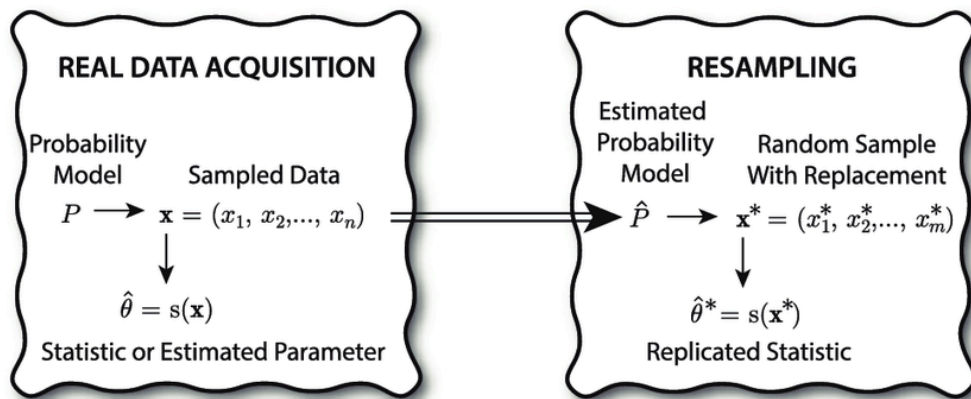 REAL DATA ACQUISITION
Probability
Model
Sampled Data
P → x = (x₁, x₂,..., xₙ)
θ̂ = s(x)
Statistic or Estimated Parameter
RESAMPLING
Estimated
Probability
Model
Random Sample
With Replacement
P̂ → x* = (x₁*, x₂*,..., xₘ*)
θ̂* = s(x*)
Replicated Statistic